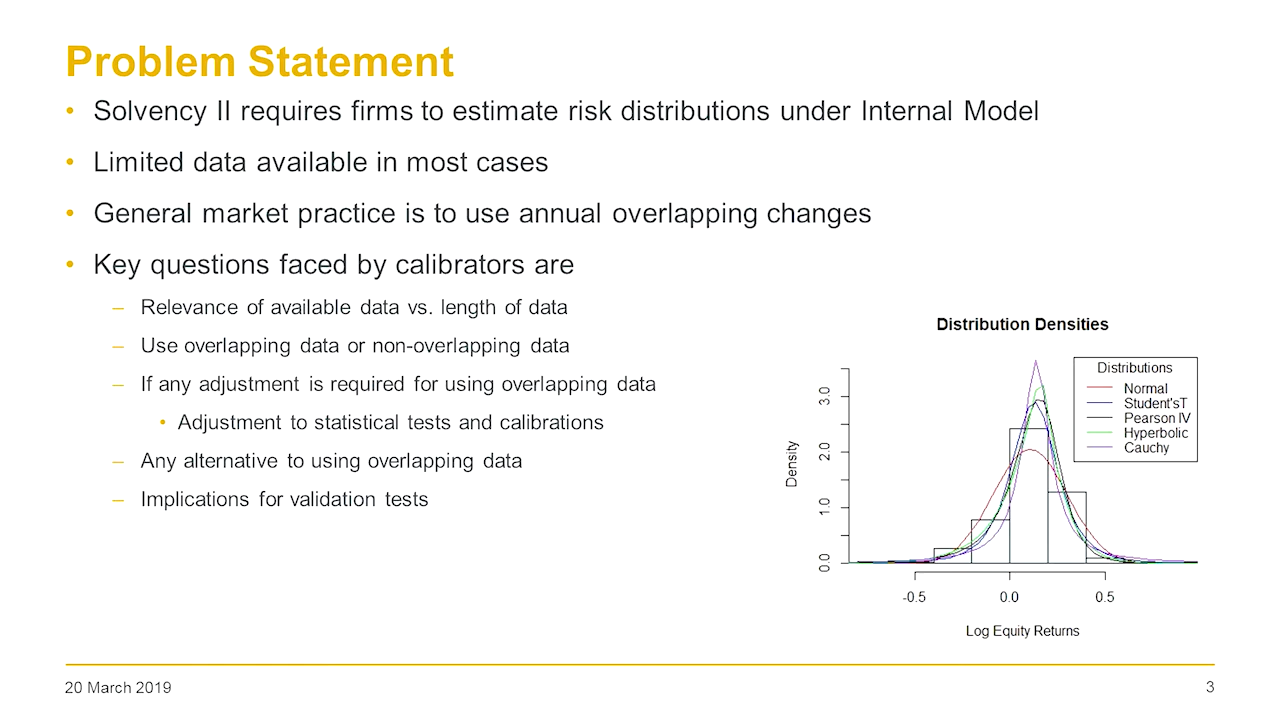 Problem Statement
• Solvency II requires firms to estimate risk distributions under Internal Model
• Limited data available in most cases
• General market practice is to use annual overlapping changes
• Key questions faced by calibrators are
– Relevance of available data vs. length of data
– Use overlapping data or non-overlapping data
– If any adjustment is required for using overlapping data
• Adjustment to statistical tests and calibrations
– Any alternative to using overlapping data
– Implications for validation tests
Distribution Densities
Distributions
Normal
Student'sT
Pearson IV
Hyperbolic
Cauchy
Density
3.0
2.0
1.0
0.0
-0.5 0.0 0.5
Log Equity Returns
20 March 2019
3